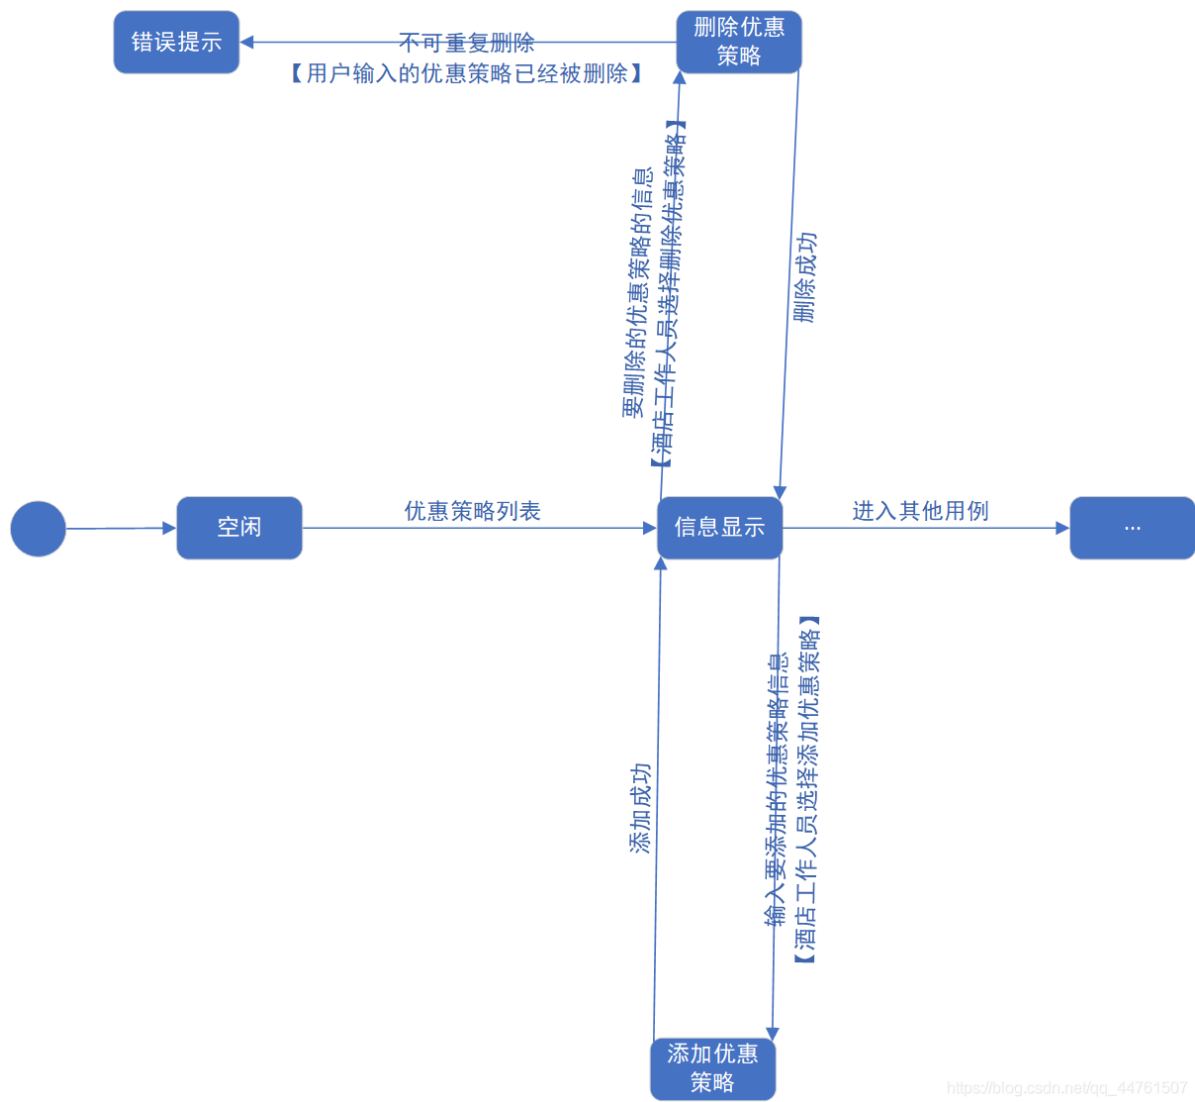 错误提示
不可重复删除
【用户输入的优惠策略已经被删除】
删除优惠
策略
要删除的优惠策略的信息
【酒店工作人员选择删除优惠策略】
删除成功
空闲
优惠策略列表
信息显示
进入其他用例
...
添加成功
输入要添加的优惠策略信息
【酒店工作人员选择添加优惠策略】
添加优惠
策略
https://blog.csdn.net/qq_44761507